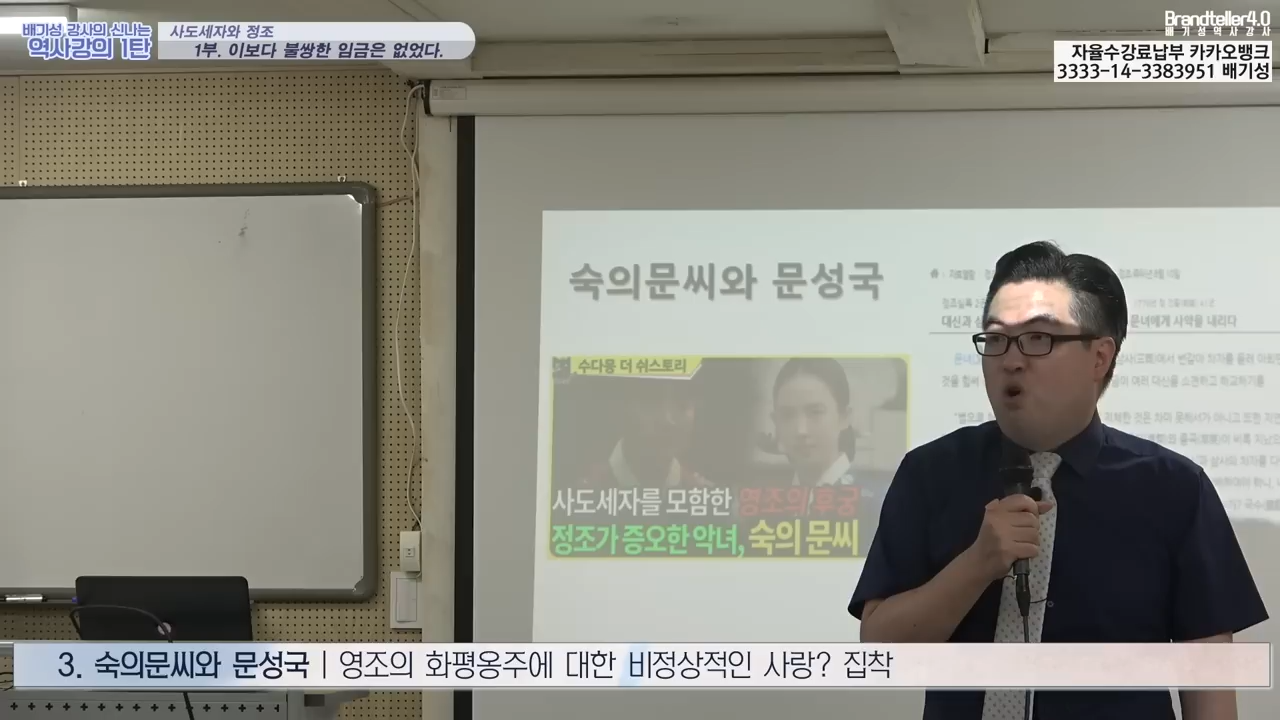 배기성 강사의 신나는
역사강의 1탄
사도세자와 정조
1부. 이보다 불쌍한 임금은 없었다.
Brandteller4.0
배기성역사강사
자율수강료납부 카카오뱅크
3333-14-3383951 배기성
숙의문씨와 문성국
수다몽 더 쉬스토리
사도세자를 모함한 영조의 후궁
정조가 증오한 악녀, 숙의 문씨
정조실록 2
대신과 문녀에게 사약을 내리다
3. 숙의문씨와 문성국 | 영조의 화평옹주에 대한 비정상적인 사랑? 집착